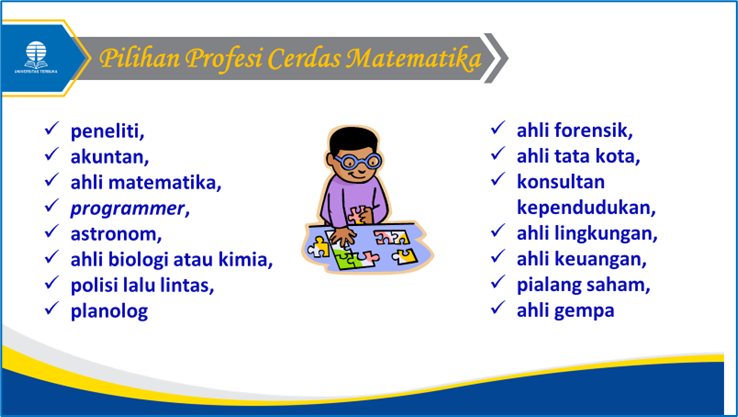 UNIVERSITAS TERBUKA
Pilihan Profesi Cerdas Matematika
✓ peneliti,
✓ akuntan,
✓ ahli matematika,
✓ programmer,
✓ astronom,
✓ ahli biologi atau kimia,
✓ polisi lalu lintas,
✓ planolog
✓ ahli forensik,
✓ ahli tata kota,
✓ konsultan
kependudukan,
✓ ahli lingkungan,
✓ ahli keuangan,
✓ pialang saham,
✓ ahli gempa